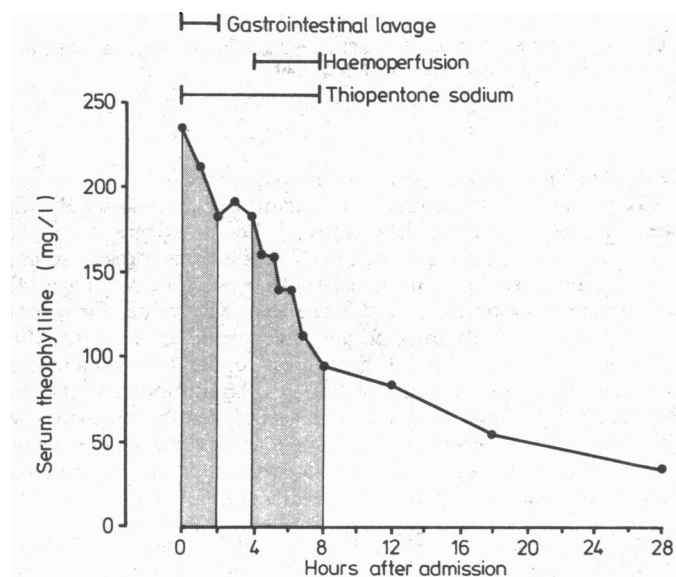 Gastrointestinal lavage
Haemoperfusion
Thiopentone sodium
250
200
150
100
50
0
Serum theophylline (mg/l)
0 4 8 12 16 20 24 28
Hours after admission